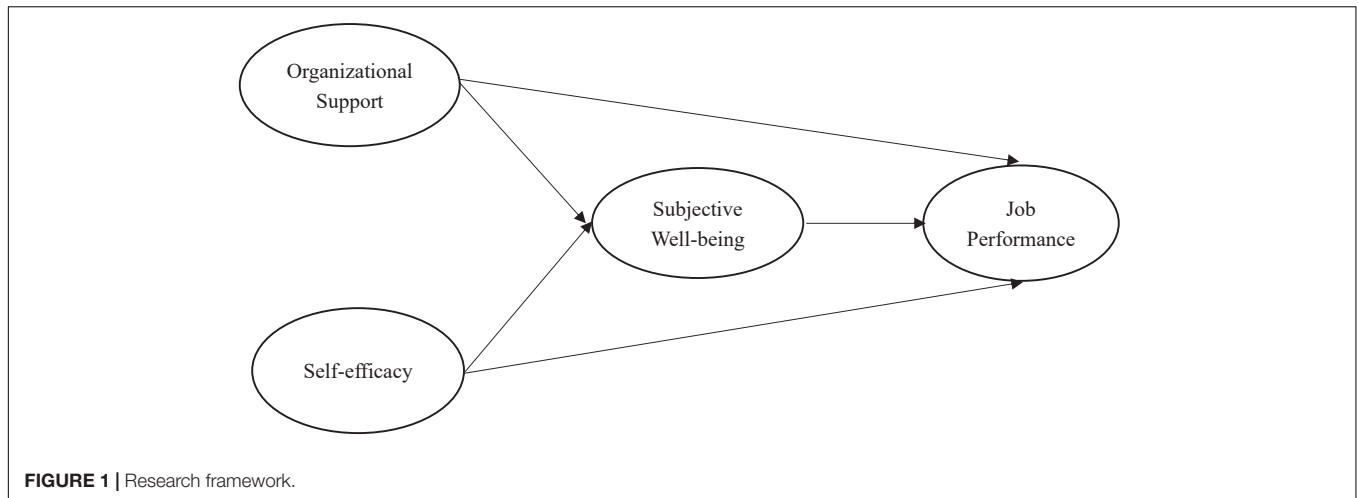 Organizational
Support
Subjective
Well-being
Job
Performance
Self-efficacy
FIGURE 1 | Research framework.